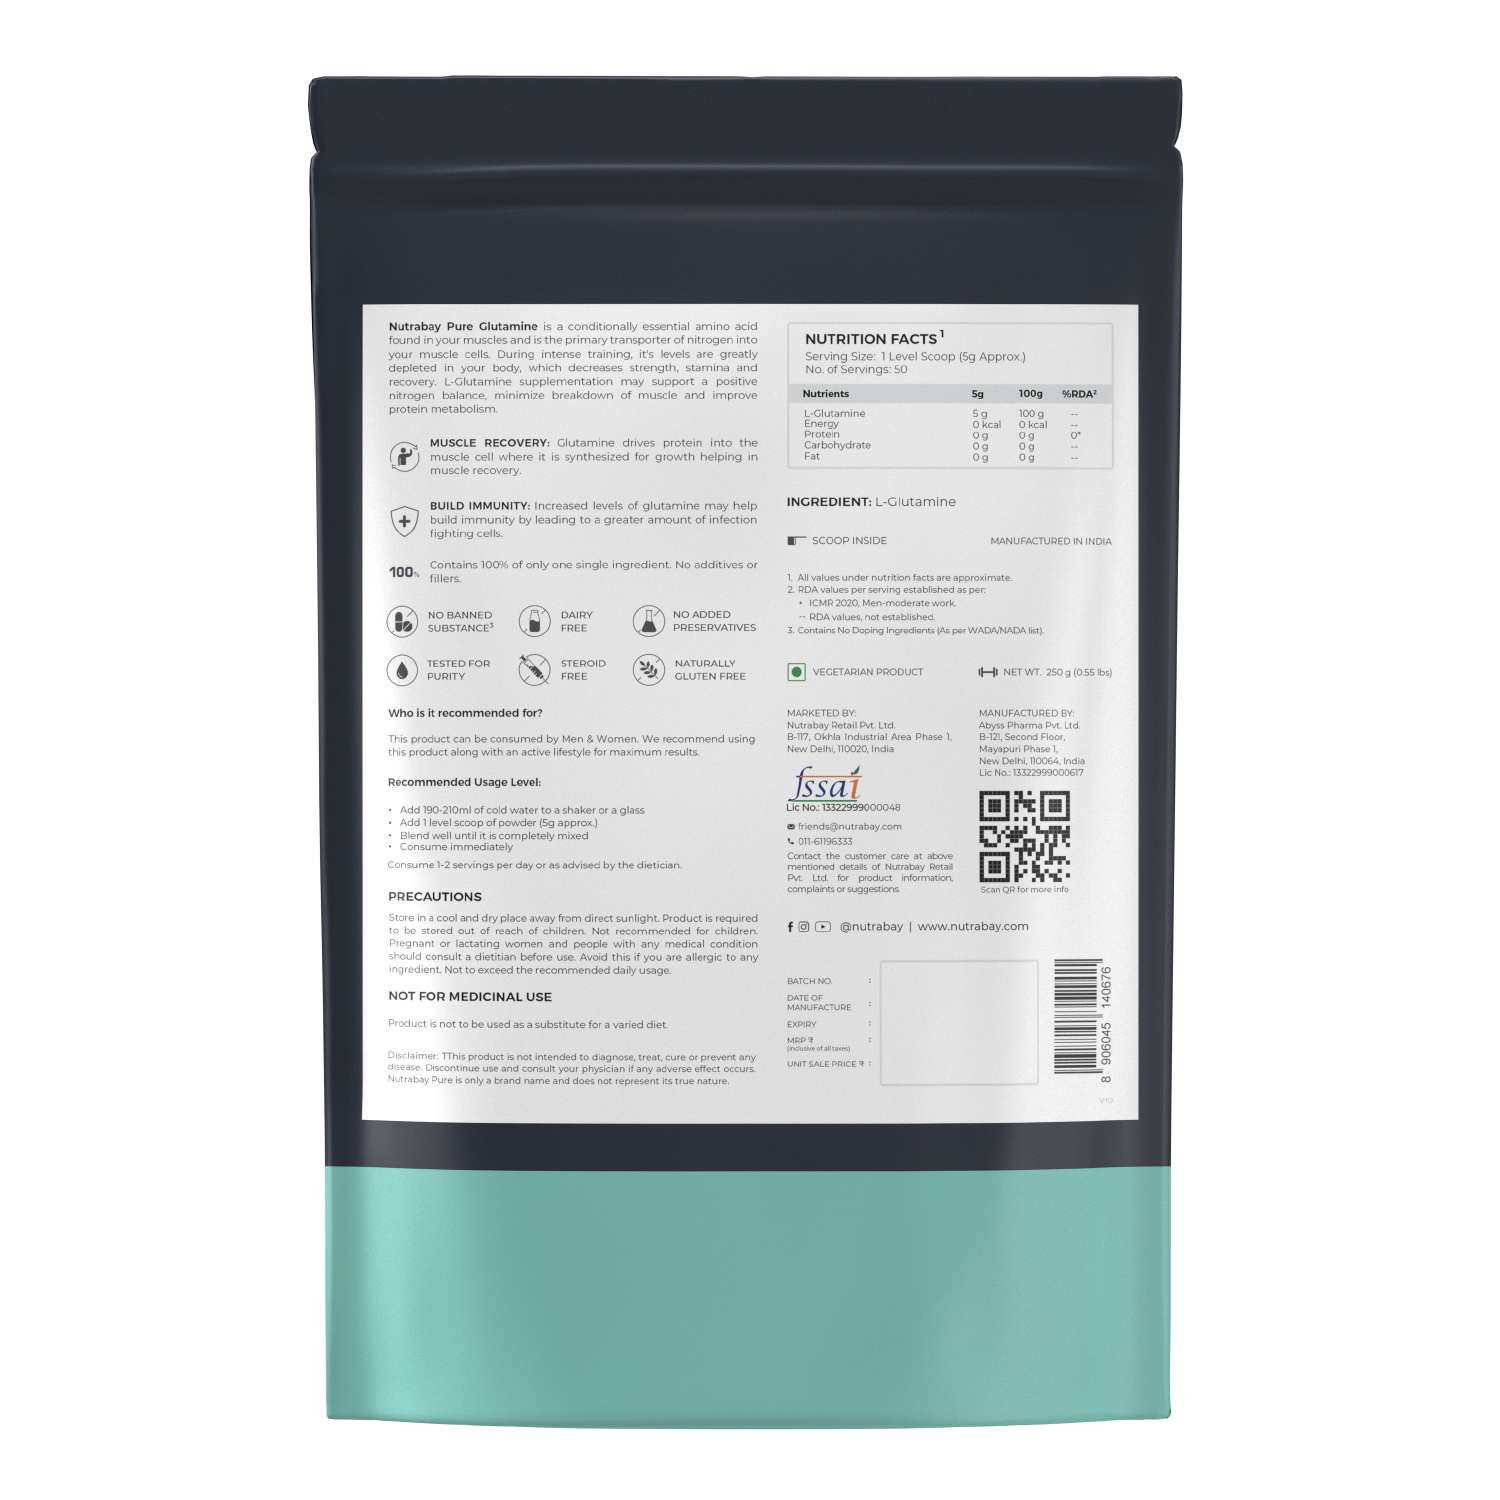 Nutrabay Pure Glutamine is a conditionally essential amino acid
found in your muscles and is the primary transporter of nitrogen into
your muscle cells. During intense training, it's levels are greatly
depleted in your body, which decreases strength, stamina and
recovery. L-Glutamine supplementation may support a positive
nitrogen balance, minimize breakdown of muscle and improve
protein metabolism.
MUSCLE RECOVERY: Glutamine drives protein into the
muscle cell where it is synthesized for growth helping in
muscle recovery.
BUILD IMMUNITY: Increased levels of glutamine may help
build immunity by leading to a greater amount of infection
fighting cells.
100%
Contains 100% of only one single ingredient. No additives or
fillers.
NO BANNED
SUBSTANCE³
DAIRY
FREE
NO ADDED
PRESERVATIVES
TESTED FOR
PURITY
STEROID
FREE
NATURALLY
GLUTEN FREE
Who is it recommended for?
This product can be consumed by Men & Women. We recommend using
this product along with an active lifestyle for maximum results.
Recommended Usage Level:
• Add 190-210ml of cold water to a shaker or a glass
• Add 1 level scoop of powder (5g approx.)
• Blend well until it is completely mixed
• Consume immediately
Consume 1-2 servings per day or as advised by the dietician.
PRECAUTIONS
Store in a cool and dry place away from direct sunlight. Product is required
to be stored out of reach of children. Not recommended for children.
Pregnant or lactating women and people with any medical condition
should consult a dietitian before use. Avoid this if you are allergic to any
ingredient. Not to exceed the recommended daily usage.
NOT FOR MEDICINAL USE
Product is not to be used as a substitute for a varied diet.
Disclaimer: TThis product is not intended to diagnose, treat, cure or prevent any
disease. Discontinue use and consult your physician if any adverse effect occurs.
Nutrabay Pure is only a brand name and does not represent its true nature.
NUTRITION FACTS¹
Serving Size: 1 Level Scoop (5g Approx.)
No. of Servings: 50
Nutrients 5g 100g %RDA²
L-Glutamine 5 g 100 g --
Energy 0 kcal 0 kcal --
Protein 0 g 0 g 0*
Carbohydrate 0 g 0 g --
Fat 0 g 0 g --
INGREDIENT: L-Glutamine
SCOOP INSIDE
MANUFACTURED IN INDIA
1. All values under nutrition facts are approximate.
2. RDA values per serving established as per:
* ICMR 2020, Men-moderate work.
-- RDA values, not established.
3. Contains No Doping Ingredients (As per WADA/NADA list).
VEGETARIAN PRODUCT
NET WT. 250 g (0.55 lbs)
MARKETED BY:
Nutrabay Retail Pvt. Ltd.
B-117, Okhla Industrial Area Phase 1,
New Delhi, 110020, India
fssai
Lic No.: 13322999000048
friends@nutrabay.com
011-61196333
Contact the customer care at above
mentioned details of Nutrabay Retail
Pvt. Ltd. for product information,
complaints or suggestions.
MANUFACTURED BY:
Abyss Pharma Pvt. Ltd.
B-121, Second Floor,
Mayapuri Phase 1,
New Delhi, 110064, India
Lic No.: 13322999000617
Scan QR for more info
@nutrabay | www.nutrabay.com
BATCH NO. :
DATE OF
MANUFACTURE :
EXPIRY :
MRP ₹ :
(inclusive of all taxes)
UNIT SALE PRICE ₹ :
8 906045 140676
V10